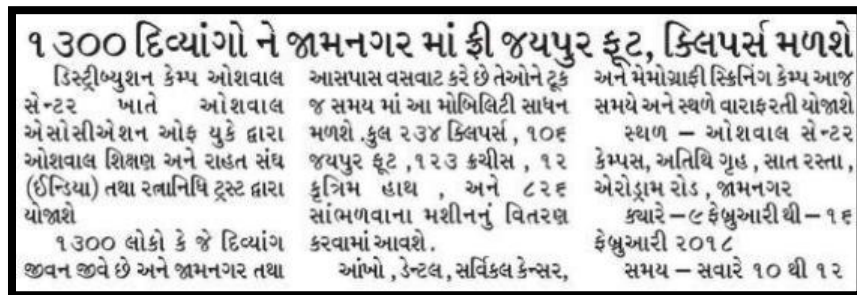 ૧૩૦૦ દિવ્યાંગો ને જામનગર માં ફ્રી જયપુર ફૂટ, ક્લિપર્સ મળશે
ડિસ્ટ્રીબ્યુશન કેમ્પ ઓશવાલ
સેન્ટર ખાતે ઓશવાલ
એસોસીએશન ઓફ યુકે દ્વારા
ઓશવાલ શિક્ષણ અને રાહત સંઘ
(ઈન્ડિયા) તથા રત્નાનિધિ ટ્રસ્ટ દ્વારા
યોજાશે
૧૩૦૦ લોકો કે જે દિવ્યાંગ
જીવન જીવે છે અને જામનગર તથા
આસપાસ વસવાટ કરે છે તેઓને ટૂક
જ સમય માં આ મોબિલિટી સાધન
મળશે .કુલ ૨૩૪ ક્લિપર્સ , ૧૦૬
જયપુર ફૂટ ,૧૨૩ ક્રચીસ , ૧૨
કૃત્રિમ હાથ , અને ૮૨૬
સાંભળવાના મશીનનું વિતરણ
કરવામાં આવશે .
આંખો , ડેન્ટલ, સર્વિકલ કેન્સર,
અને મેમોગ્રાફી સ્ક્રિનિંગ કેમ્પ આજ
સમયે અને સ્થળે વારાફરતી યોજાશે
સ્થળ – ઓશવાલ સેન્ટર
કેમ્પસ, અતિથિ ગૃહ , સાત રસ્તા ,
એરોડ્રામ રોડ , જામનગર
ક્યારે – ૯ ફેબ્રુઆરી થી – ૧૬
ફેબ્રુઆરી ૨૦૧૮
સમય – સવારે ૧૦ થી ૧૨